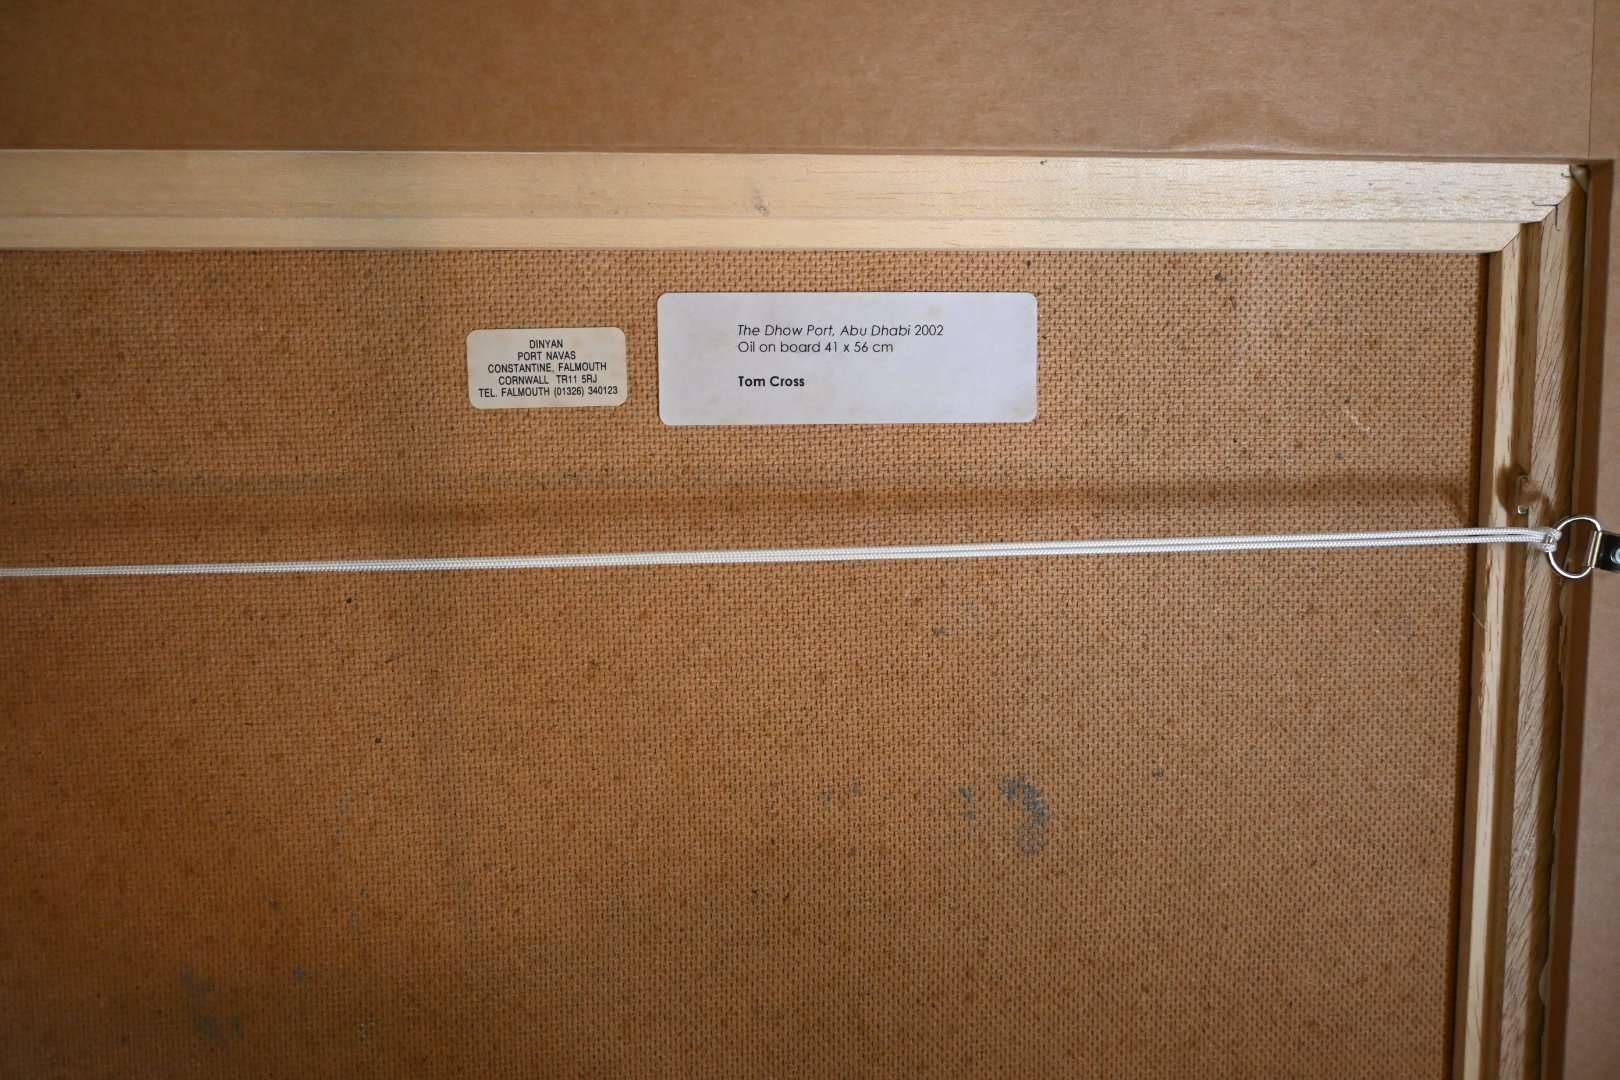 DINYAN
PORT NAVAS
CONSTANTINE, FALMOUTH
CORNWALL TR11 5RJ
TEL. FALMOUTH (01326) 340123
The Dhow Port, Abu Dhabi 2002
Oil on board 41 x 56 cm
Tom Cross